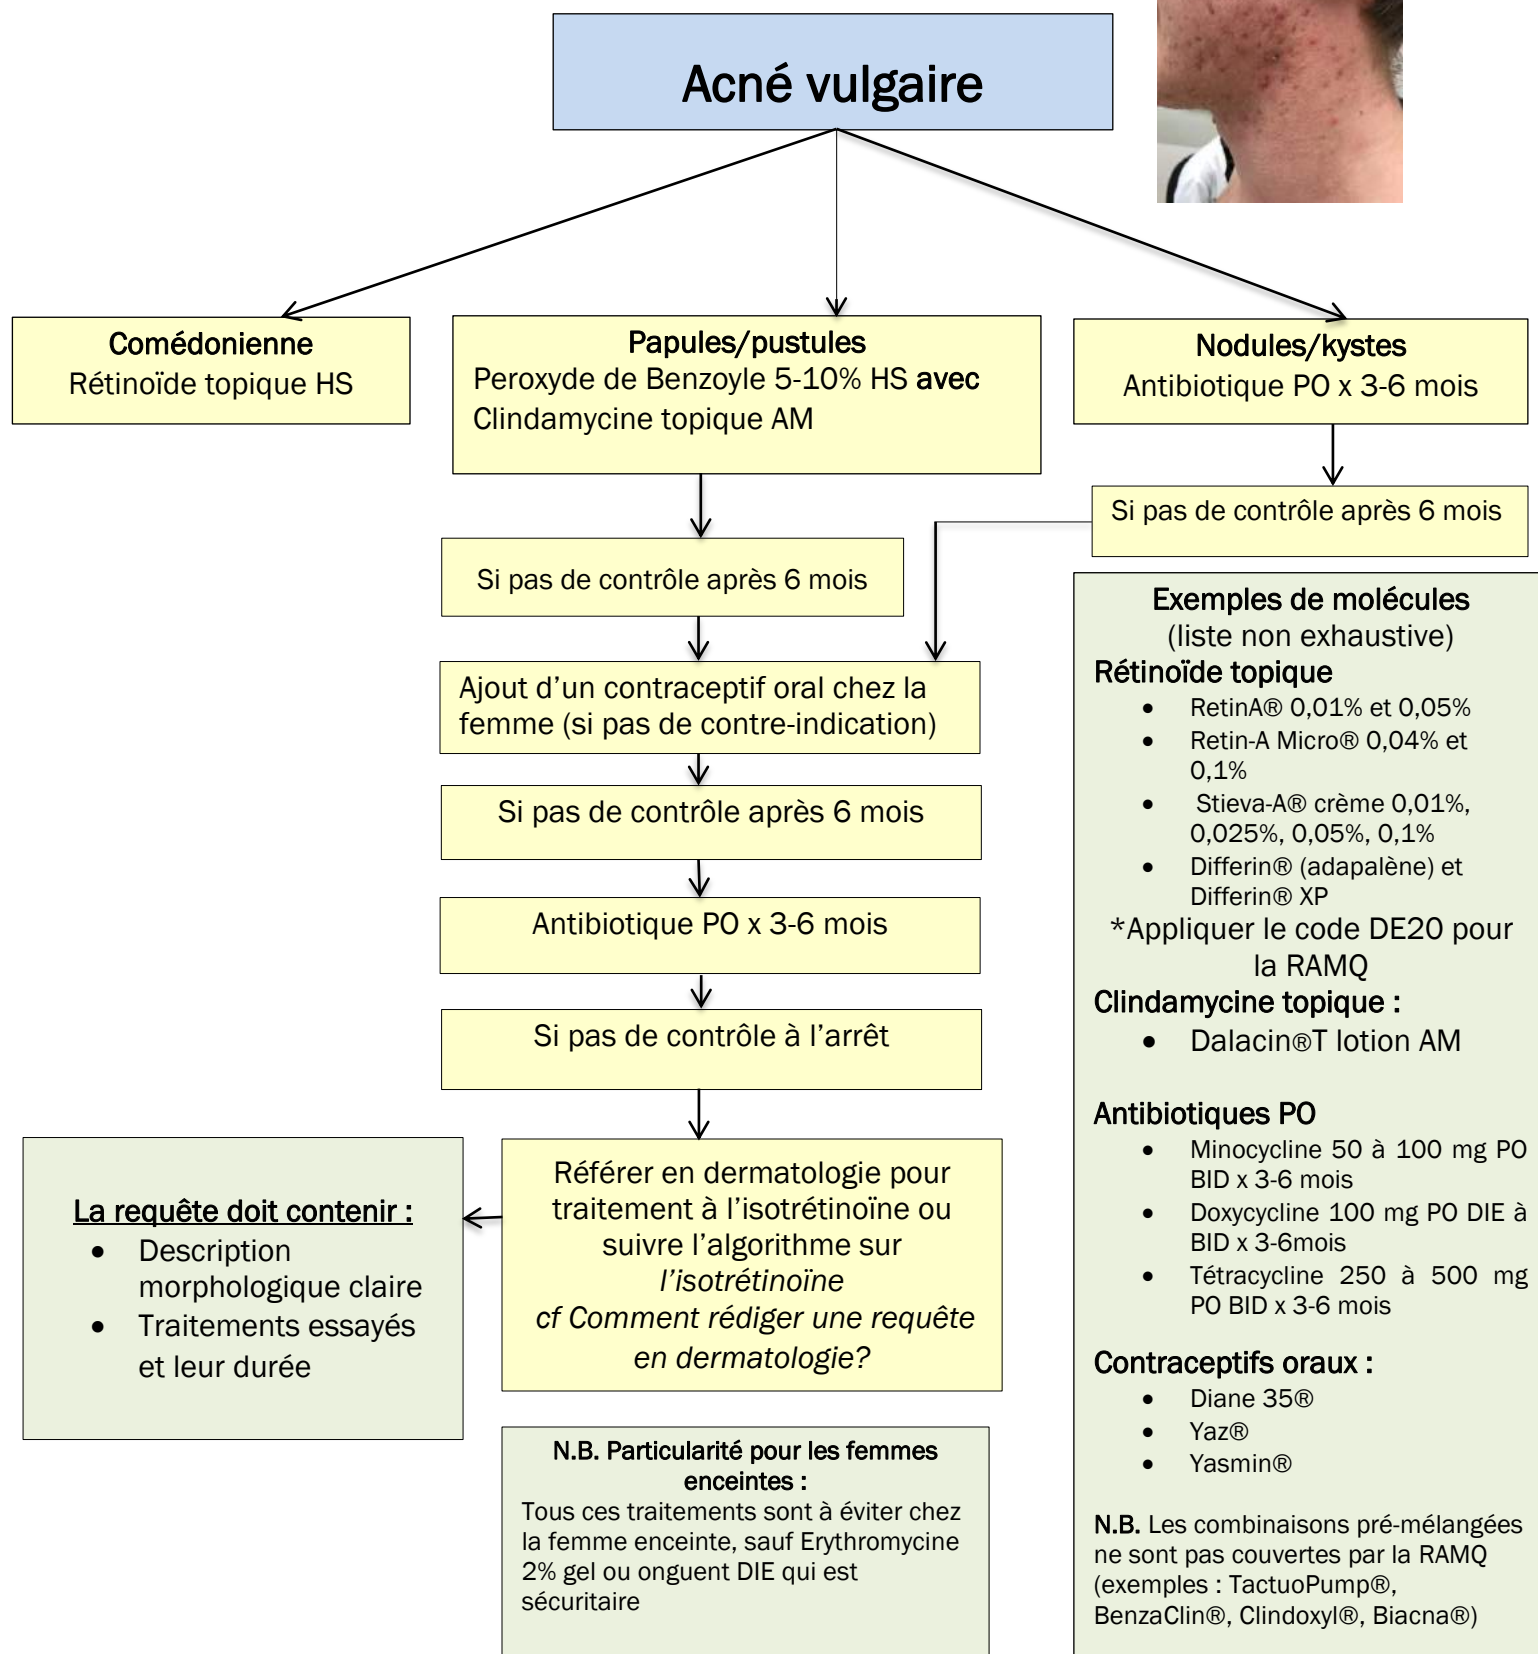 Acné vulgaire
Comédonienne
Rétinoïde topique HS
Papules/pustules
Peroxyde de Benzoyle 5-10% HS avec
Clindamycine topique AM
Nodules/kystes
Antibiotique PO x 3-6 mois
Si pas de contrôle après 6 mois
Si pas de contrôle après 6 mois
Ajout d’un contraceptif oral chez la
femme (si pas de contre-indication)
Si pas de contrôle après 6 mois
Antibiotique PO x 3-6 mois
Si pas de contrôle à l’arrêt
Référer en dermatologie pour
traitement à l’isotrétinoïne ou
suivre l’algorithme sur
l’isotrétinoïne
cf Comment rédiger une requête
en dermatologie?
La requête doit contenir :
• Description
morphologique claire
• Traitements essayés
et leur durée
N.B. Particularité pour les femmes
enceintes :
Tous ces traitements sont à éviter chez
la femme enceinte, sauf Erythromycine
2% gel ou onguent DIE qui est
sécuritaire
Exemples de molécules
(liste non exhaustive)
Rétinoïde topique
• RetinA® 0,01% et 0,05%
• Retin-A Micro® 0,04% et
0,1%
• Stieva-A® crème 0,01%,
0,025%, 0,05%, 0,1%
• Differin® (adapalène) et
Differin® XP
*Appliquer le code DE20 pour
la RAMQ
Clindamycine topique :
• Dalacin®T lotion AM
Antibiotiques PO
• Minocycline 50 à 100 mg PO
BID x 3-6 mois
• Doxycycline 100 mg PO DIE à
BID x 3-6mois
• Tétracycline 250 à 500 mg
PO BID x 3-6 mois
Contraceptifs oraux :
• Diane 35®
• Yaz®
• Yasmin®
N.B. Les combinaisons pré-mélangées
ne sont pas couvertes par la RAMQ
(exemples : TactuoPump®,
BenzaClin®, Clindoxyl®, Biacna®)